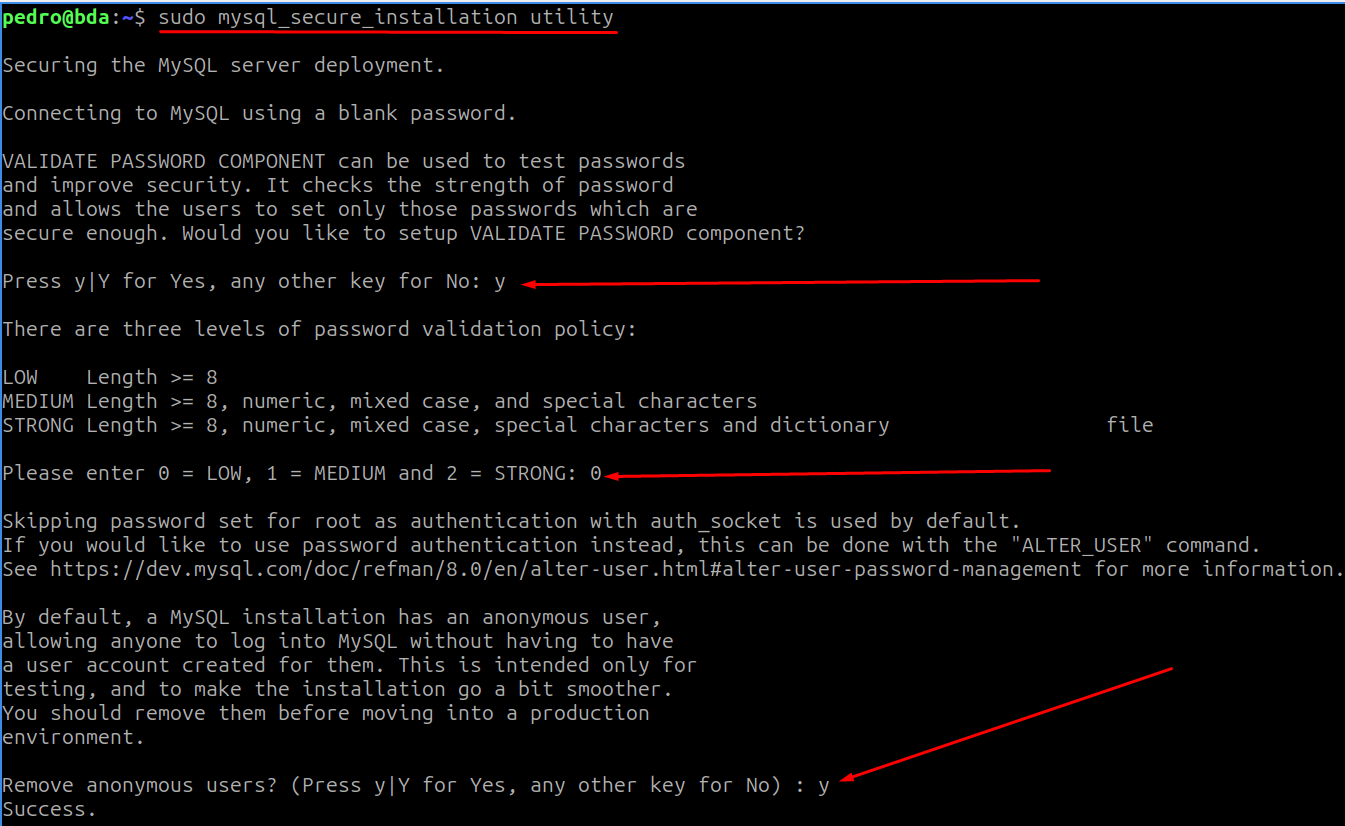 pedro@bda:~$ sudo mysql_secure_installation utility
Securing the MySQL server deployment.
Connecting to MySQL using a blank password.
VALIDATE PASSWORD COMPONENT can be used to test passwords
and improve security. It checks the strength of password
and allows the users to set only those passwords which are
secure enough. Would you like to setup VALIDATE PASSWORD component?
Press y|Y for Yes, any other key for No: y
There are three levels of password validation policy:
LOW    Length >= 8
MEDIUM Length >= 8, numeric, mixed case, and special characters
STRONG Length >= 8, numeric, mixed case, special characters and dictionary                  file
Please enter 0 = LOW, 1 = MEDIUM and 2 = STRONG: 0
Skipping password set for root as authentication with auth_socket is used by default.
If you would like to use password authentication instead, this can be done with the "ALTER_USER" command.
See https://dev.mysql.com/doc/refman/8.0/en/alter-user.html#alter-user-password-management for more information.
By default, a MySQL installation has an anonymous user,
allowing anyone to log into MySQL without having to have
a user account created for them. This is intended only for
testing, and to make the installation go a bit smoother.
You should remove them before moving into a production
environment.
Remove anonymous users? (Press y|Y for Yes, any other key for No) : y
Success.